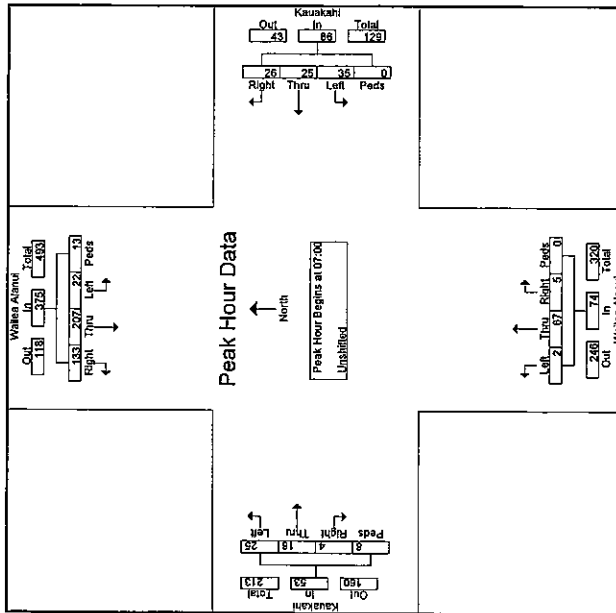 Kauakahi
Out In Total
43 86 129
26 25 35 0
Right Thru Left Peds
Wailea Alanui
Out In Total
118 375 493
133 207 22 13
Right Thru Left Peds
Peak Hour Data
North
Peak Hour Begins at 07:00
Unshifted
Left Thru Right Peds
2 67 5 0
246 74 320
Out In Total
Left Thru Right Peds
25 16 4 8
213 53 160
Total In Out
Kauakahi